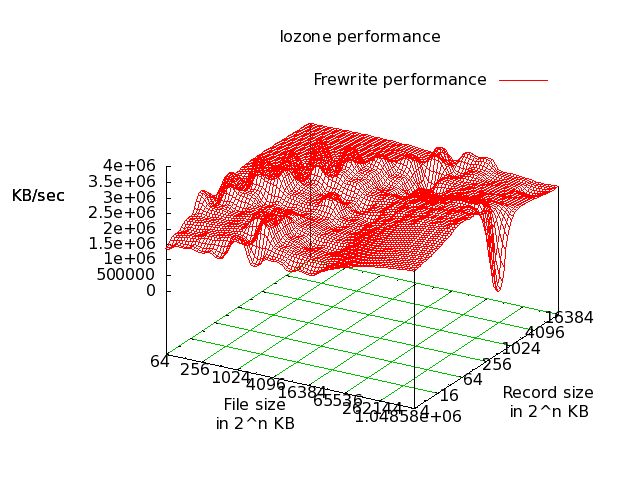 Iozone performance
Frewrite performance
KB/sec
4e+06
3.5e+06
3e+06
2.5e+06
2e+06
1.5e+06
1e+06
500000
0
64
256
1024
4096
16384
65536
262144
1.04858e+06
File size
in 2^n KB
4
16
64
256
1024
4096
16384
Record size
in 2^n KB